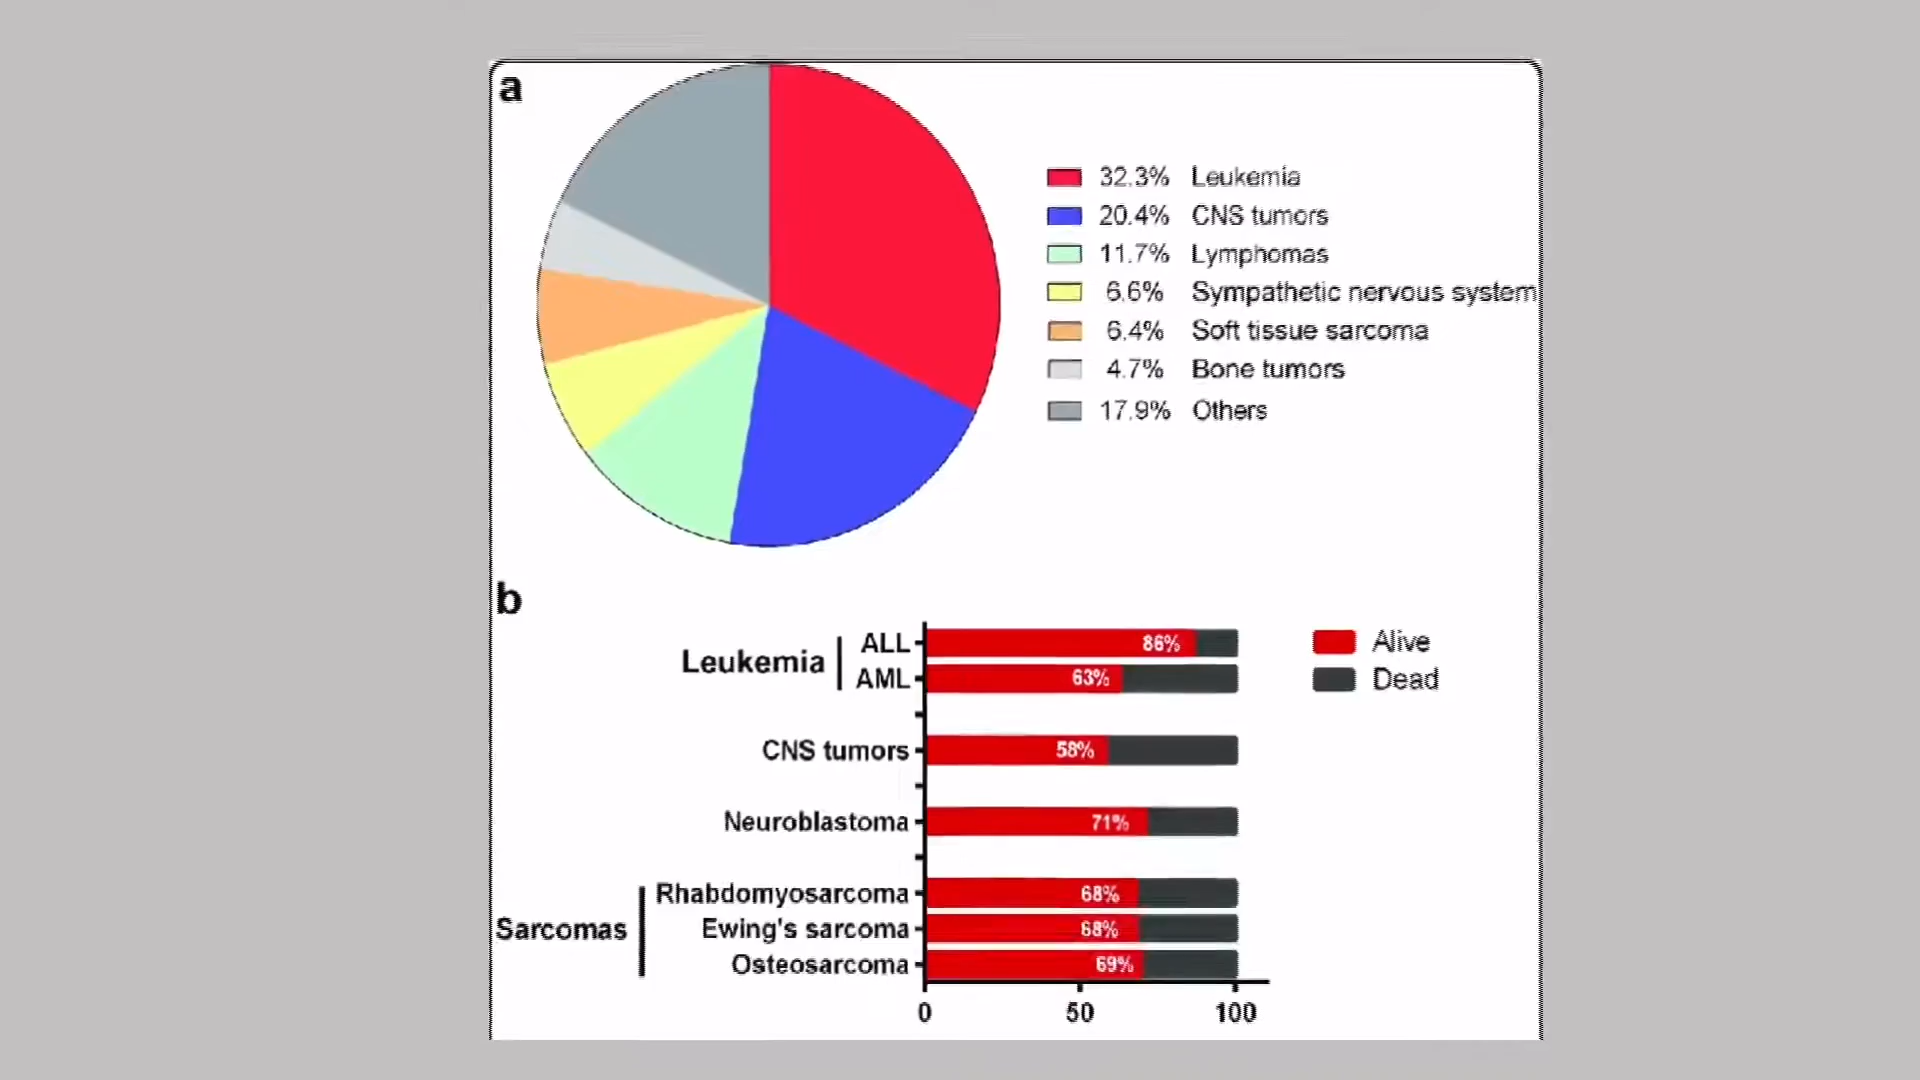 a
32.3% Leukemia
20.4% CNS tumors
11.7% Lymphomas
6.6% Sympathetic nervous system
6.4% Soft tissue sarcoma
4.7% Bone tumors
17.9% Others
b
Leukemia
ALL 86%
AML 63%
CNS tumors 58%
Neuroblastoma 71%
Sarcomas
Rhabdomyosarcoma 68%
Ewing's sarcoma 68%
Osteosarcoma 69%
0 50 100
Alive
Dead